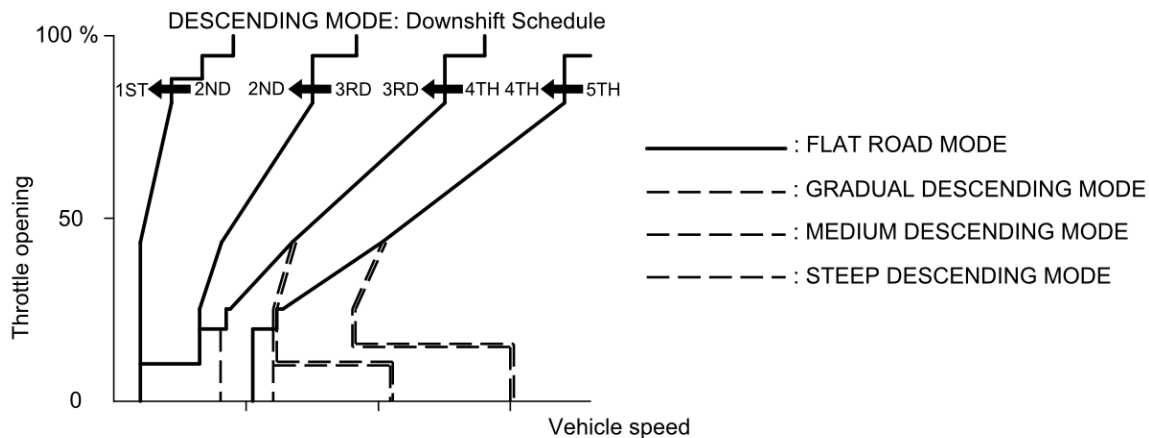 DESCENDING MODE: Downshift Schedule
100 %
1ST 2ND 2ND 3RD 3RD 4TH 4TH 5TH
: FLAT ROAD MODE
: GRADUAL DESCENDING MODE
50
: MEDIUM DESCENDING MODE
: STEEP DESCENDING MODE
Throttle opening
0
Vehicle speed